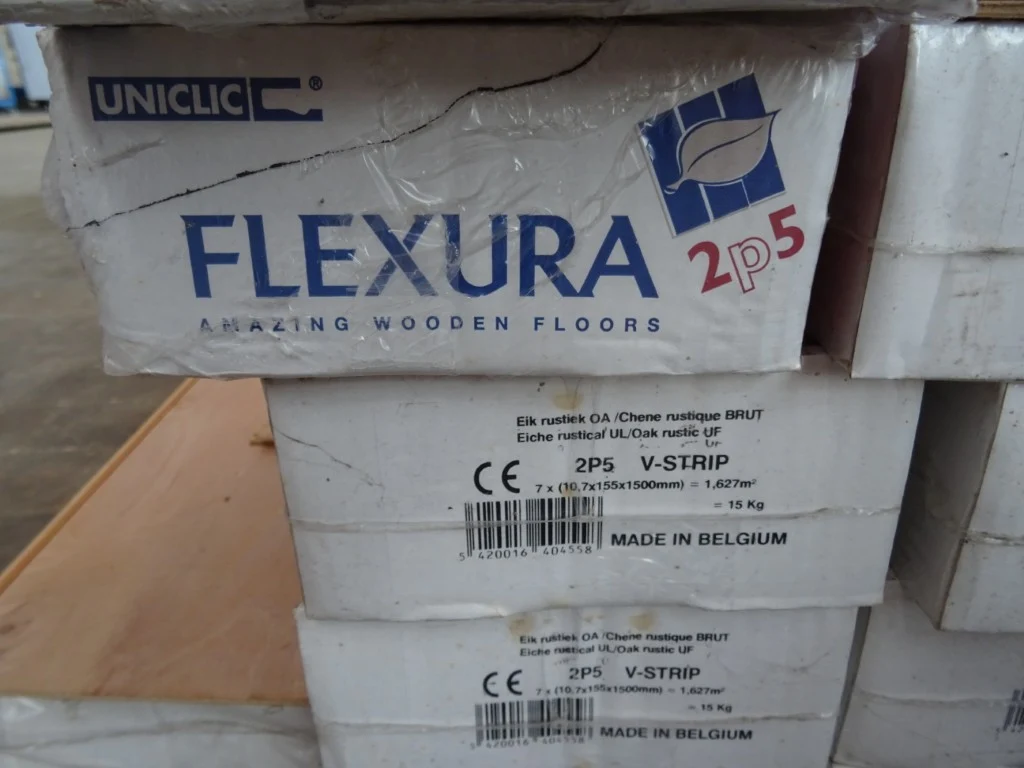 UNICLIC ®
FLEXURA
2p5
AMAZING WOODEN FLOORS
Eik rustiek OA /Chene rustique BRUT
Eiche rustical UL/Oak rustic UF
CE
2P5 V-STRIP
7 x (10,7x155x1500mm) = 1,627m²
= 15 Kg
5 420016 404558
MADE IN BELGIUM
Eik rustiek OA /Chene rustique BRUT
Eiche rustical UL/Oak rustic UF
CE
2P5 V-STRIP
7 x (10,7x155x1500mm) = 1,627m²
= 15 Kg
5 420016 404558
MADE IN BELGIUM